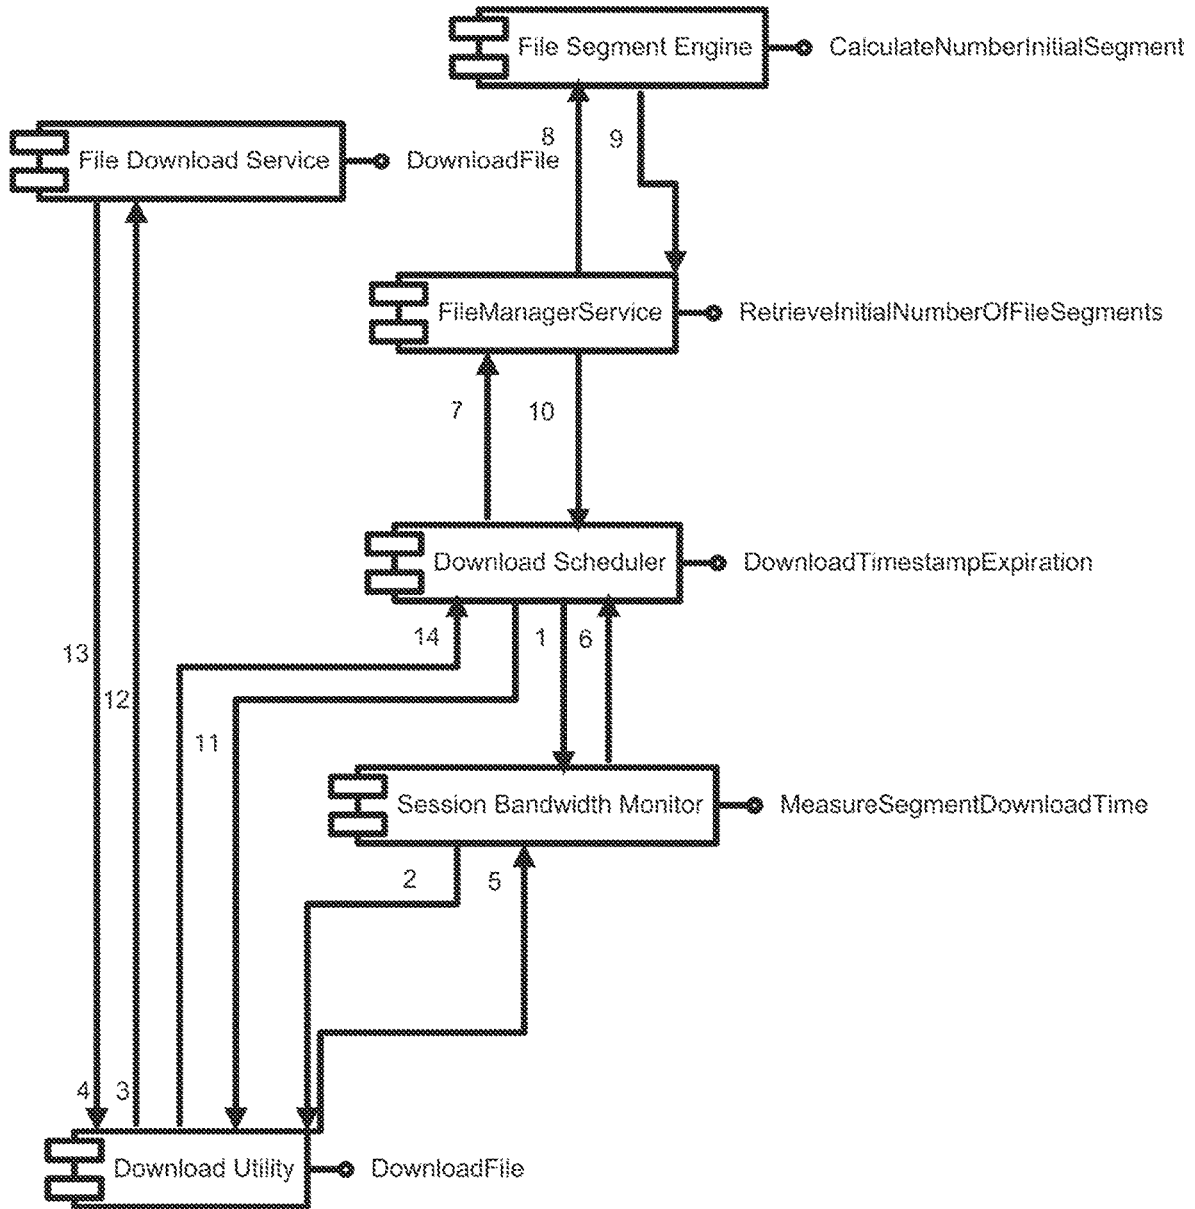 File Segment Engine
CalculateNumberInitialSegment
8
9
File Download Service
DownloadFile
FileManagerService
RetrieveInitialNumberOfFileSegments
7
10
Download Scheduler
DownloadTimestampExpiration
14
1
6
13
12
11
Session Bandwidth Monitor
MeasureSegmentDownloadTime
2
5
4
3
Download Utility
DownloadFile